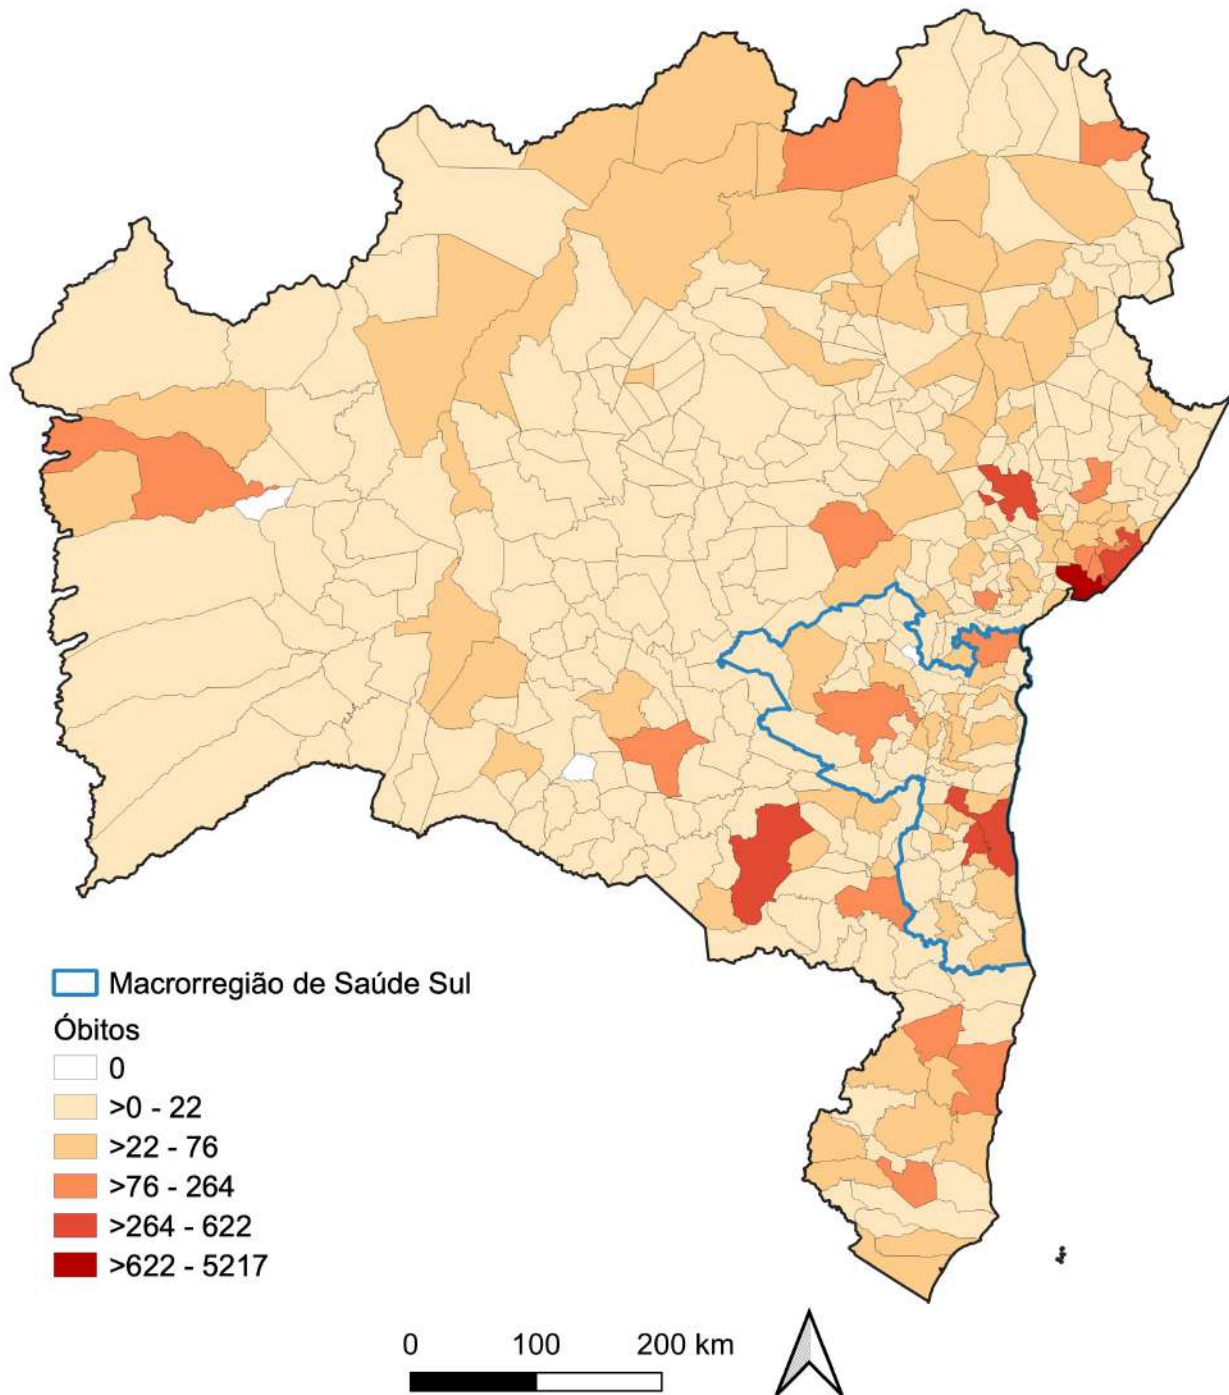 Macrorregião de Saúde Sul
Óbitos
0
>0 - 22
>22 - 76
>76 - 264
>264 - 622
>622 - 5217
0 100 200 km